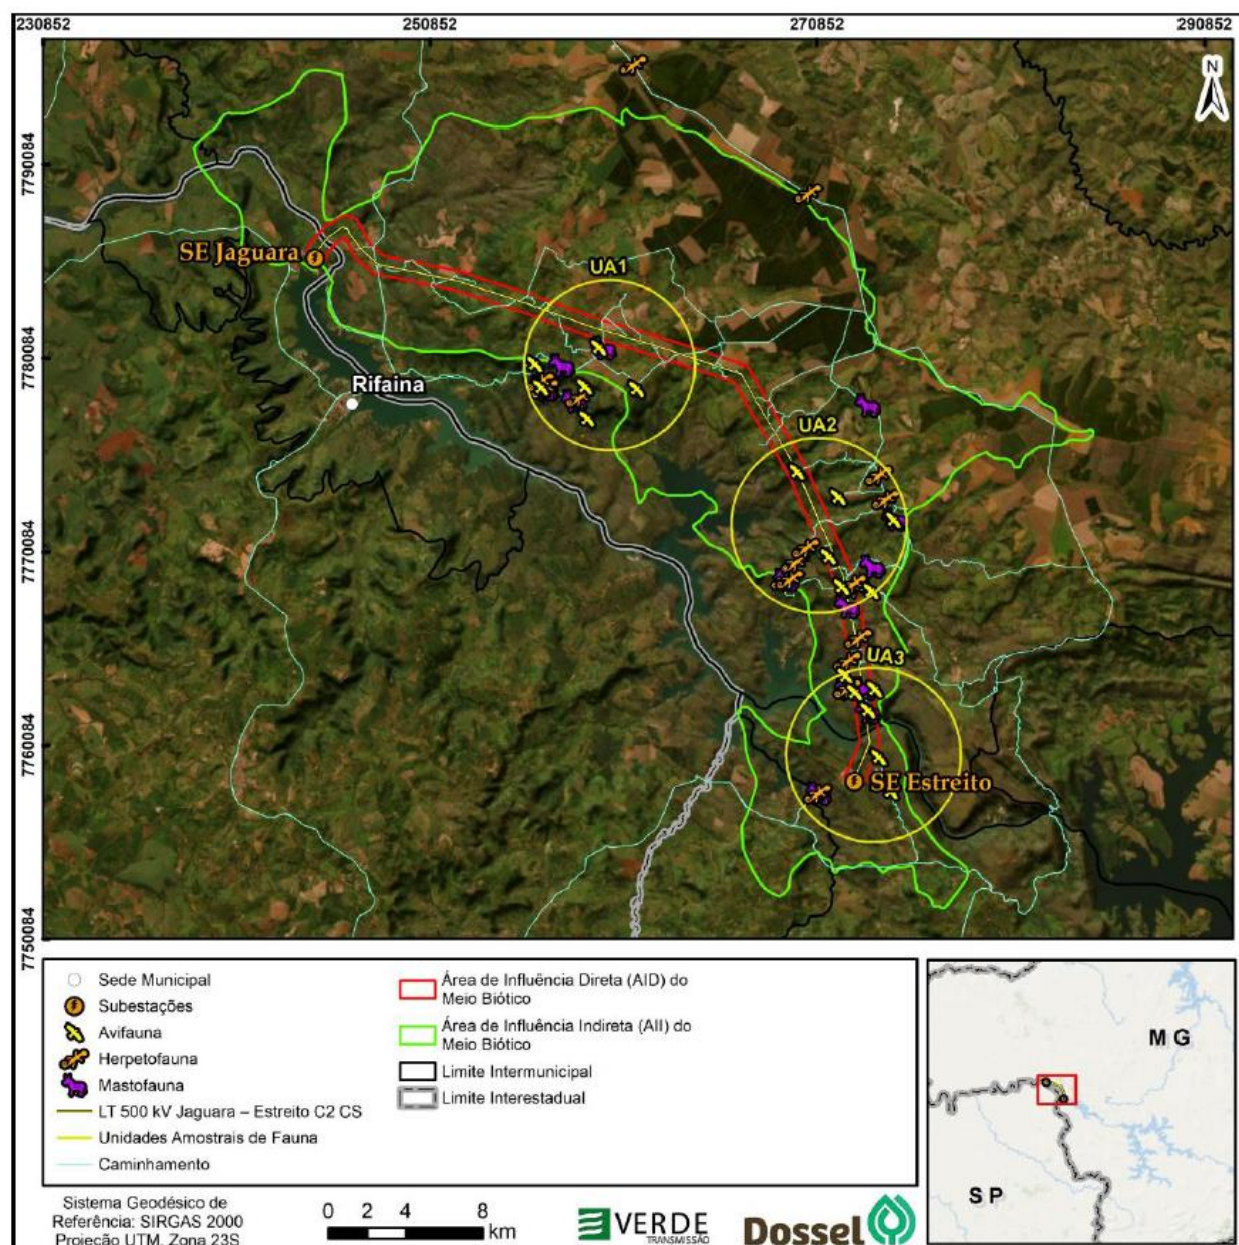 230852
250852
270852
290852
N
7790084
SE Jaguara
UA1
7780084
Rifaina
UA2
7770084
UA3
7760084
SE Estreito
7750084
Sede Municipal
Subestações
Avifauna
Herpetofauna
Mastofauna
LT 500 kV Jaguara – Estreito C2 CS
Unidades Amostrais de Fauna
Caminhamento
Área de Influência Direta (AID) do
Meio Biótico
Área de Influência Indireta (AII) do
Meio Biótico
Limite Intermunicipal
Limite Interestadual
M G
S P
Sistema Geodésico de
Referência: SIRGAS 2000
Projeção UTM, Zona 23S
0 2 4 8
km
VERDE
TRANSMISSÃO
Dossel